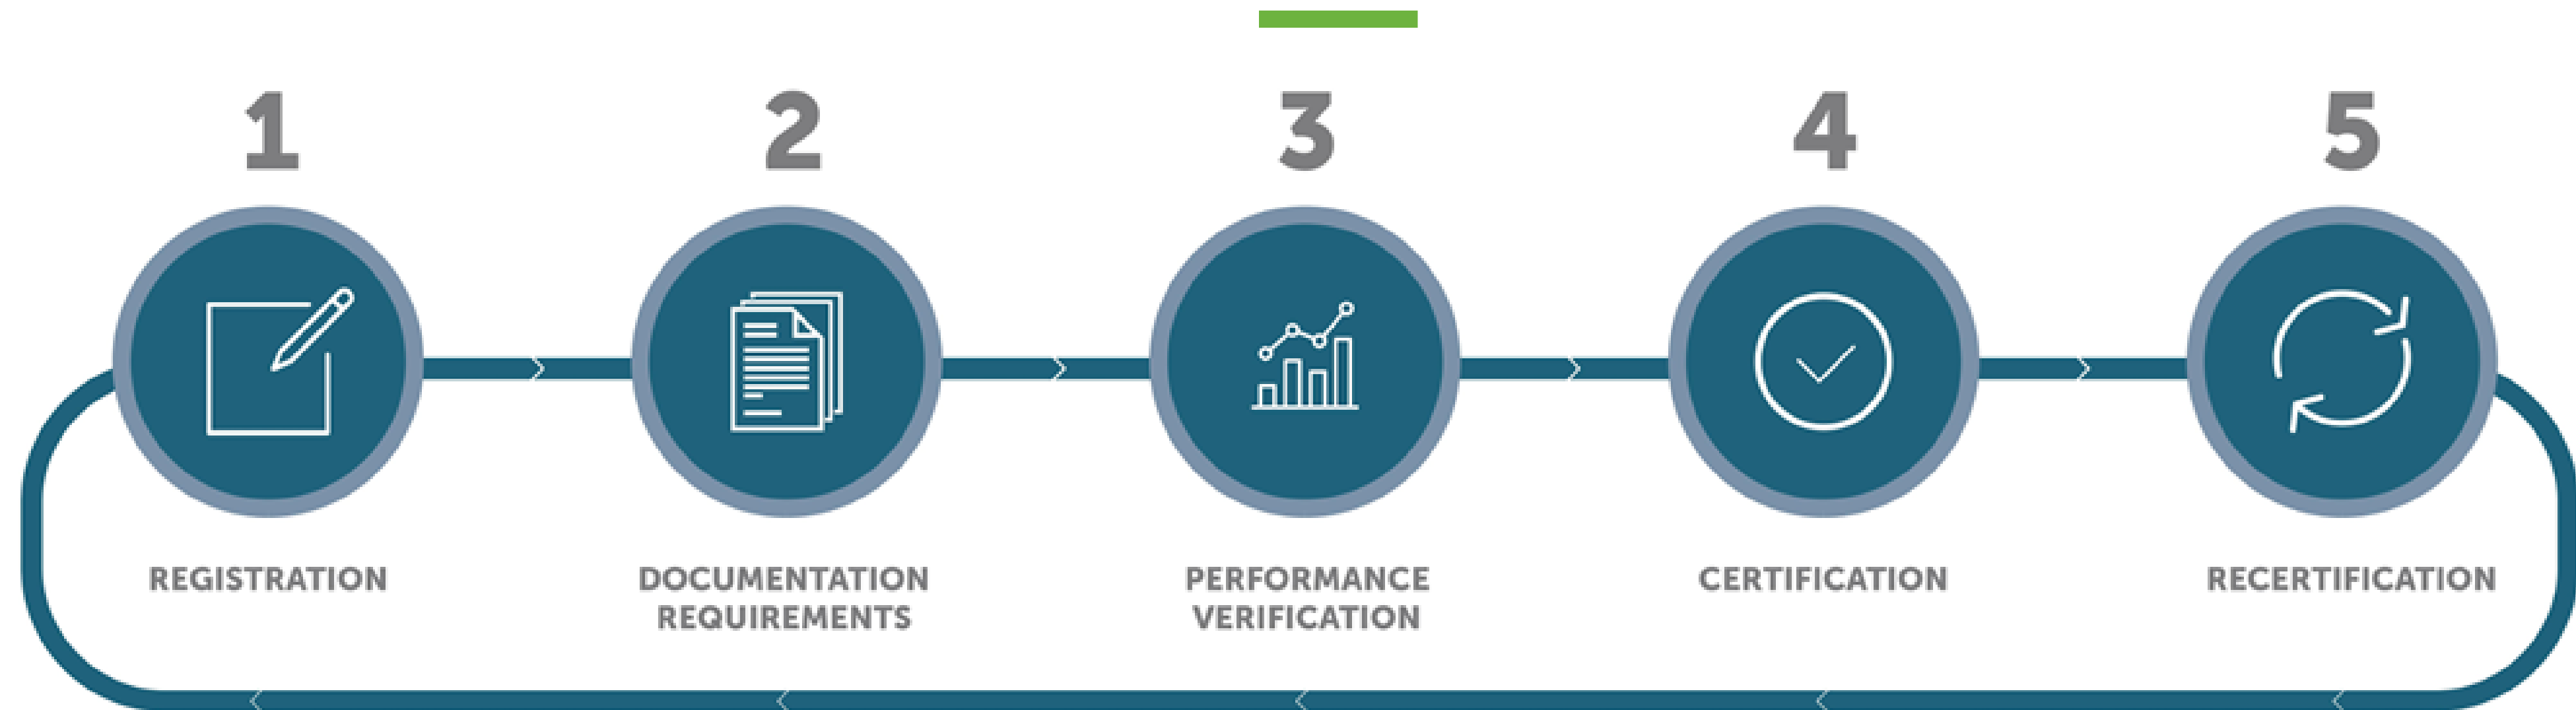 1
2
3
4
5
REGISTRATION
DOCUMENTATION
REQUIREMENTS
PERFORMANCE
VERIFICATION
CERTIFICATION
RECERTIFICATION